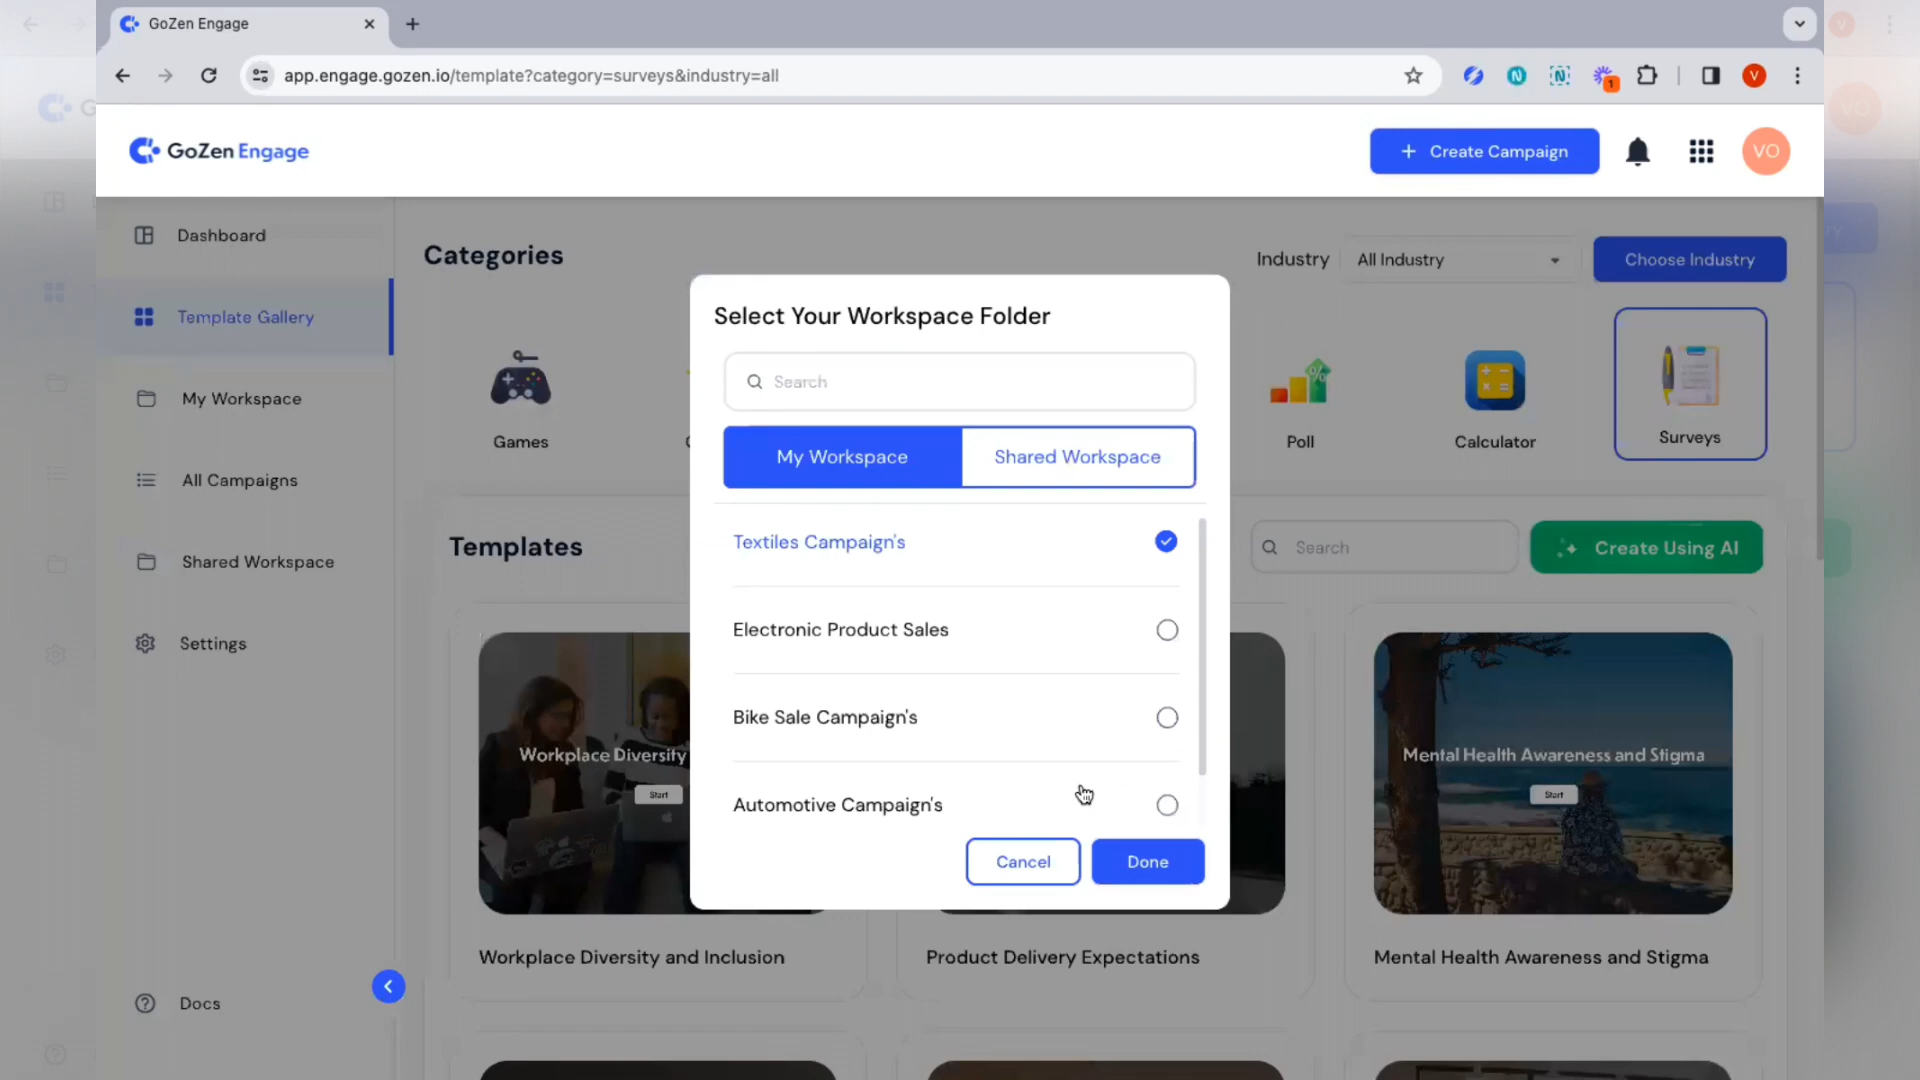 GoZen Engage
app.engage.gozen.io/template?category=surveys&industry=all
1
V
GoZen Engage
+ Create Campaign
VO
Dashboard
Template Gallery
My Workspace
All Campaigns
Shared Workspace
Settings
Docs
Categories
Industry
All Industry
Choose Industry
Games
Poll
Calculator
Surveys
Templates
Search
Create Using AI
Select Your Workspace Folder
Search
My Workspace
Shared Workspace
Textiles Campaign's
Electronic Product Sales
Bike Sale Campaign's
Automotive Campaign's
Cancel
Done
Workplace Diversity
Start
Mental Health Awareness and Stigma
Start
Workplace Diversity and Inclusion
Product Delivery Expectations
Mental Health Awareness and Stigma